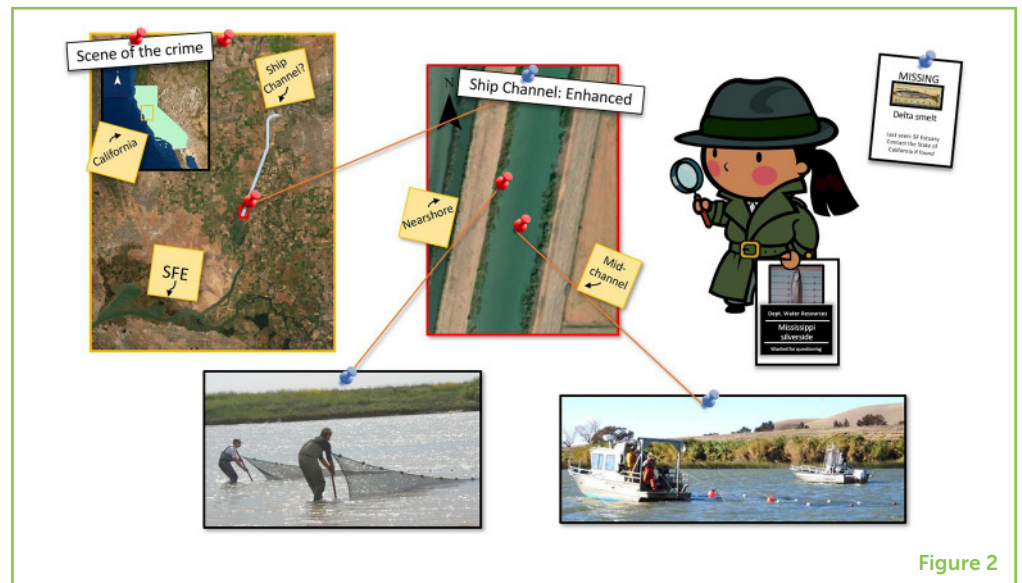 Scene of the crime
Ship
Channel?
California
SFE
N
Ship Channel: Enhanced
Nearshore
Mid-
channel
MISSING
Delta smelt
Last seen: SF Estuary
Contact the State of
California if found
Dept. Water Resources
Mississippi
silverside
Wanted for questioning
Figure 2